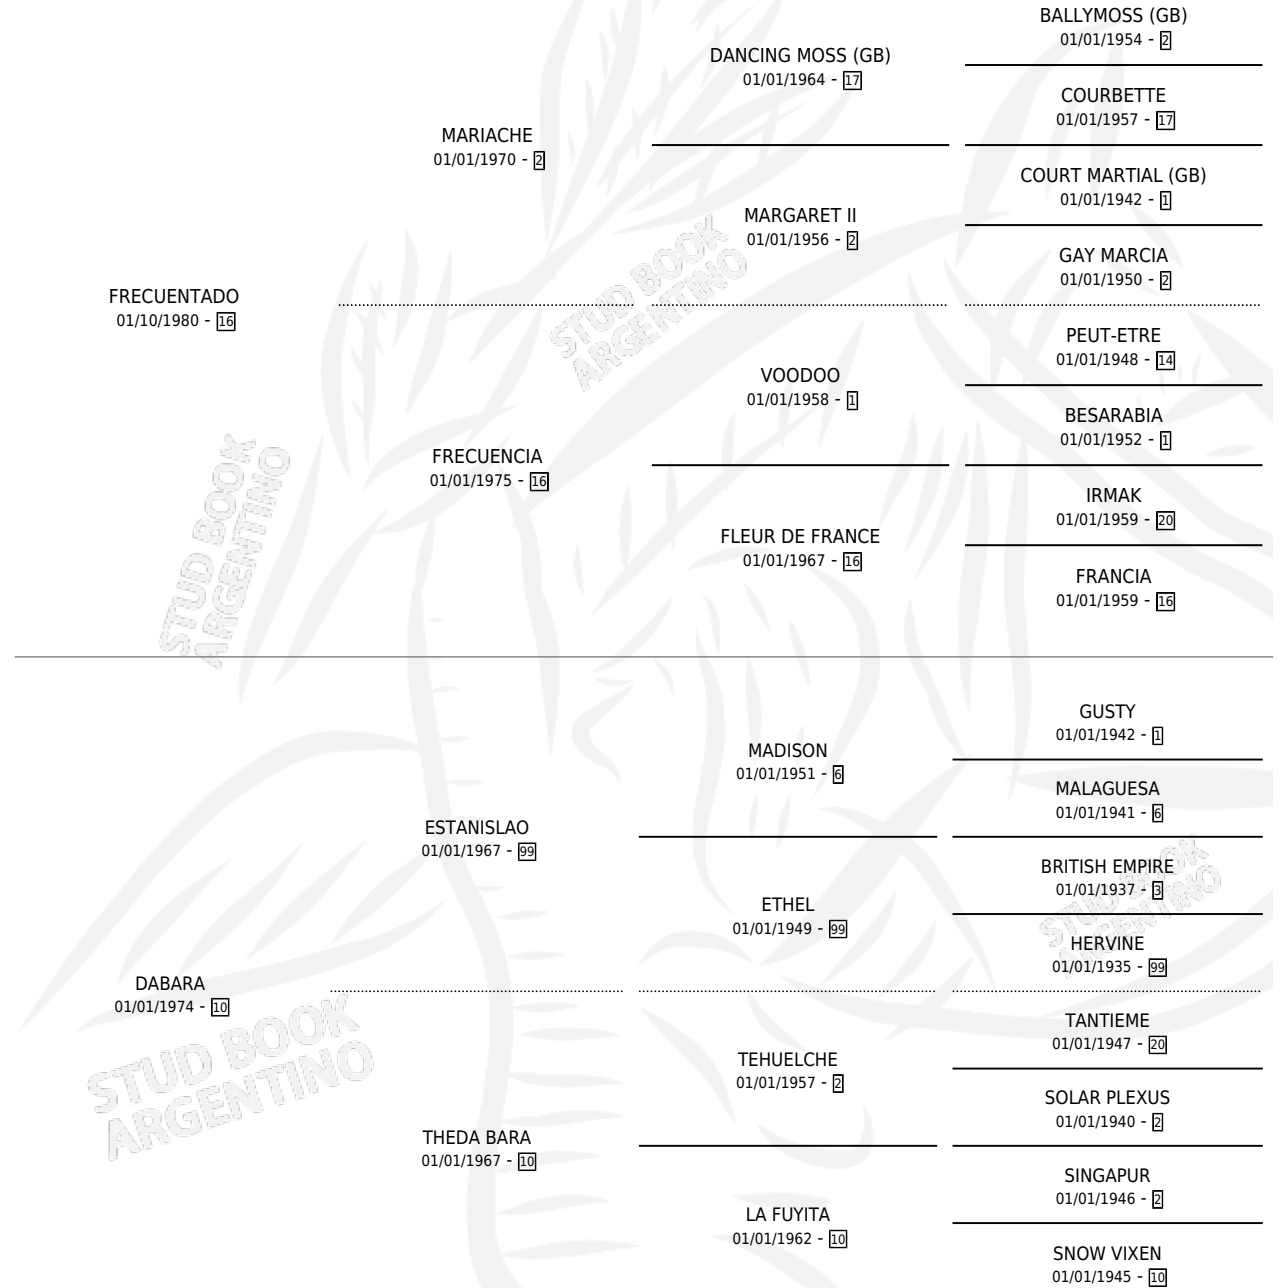 BALLYMOSS (GB)
01/01/1954 - 2
DANCING MOSS (GB)
01/01/1964 - 17
COURBETTE
01/01/1957 - 17
MARIACHE
01/01/1970 - 2
COURT MARTIAL (GB)
01/01/1942 - 1
MARGARET II
01/01/1956 - 2
GAY MARCIA
01/01/1950 - 2
FRECUENTADO
01/10/1980 - 16
PEUT-ETRE
01/01/1948 - 14
VOODOO
01/01/1958 - 1
BESARABIA
01/01/1952 - 1
FRECUENCIA
01/01/1975 - 16
IRMAK
01/01/1959 - 20
FLEUR DE FRANCE
01/01/1967 - 16
FRANCIA
01/01/1959 - 16
GUSTY
01/01/1942 - 1
MADISON
01/01/1951 - 6
MALAGUESA
01/01/1941 - 6
ESTANISLAO
01/01/1967 - 99
BRITISH EMPIRE
01/01/1937 - 3
ETHEL
01/01/1949 - 99
HERVINE
01/01/1935 - 99
DABARA
01/01/1974 - 10
TANTIEME
01/01/1947 - 20
TEHUELCHE
01/01/1957 - 2
SOLAR PLEXUS
01/01/1940 - 2
THEDA BARA
01/01/1967 - 10
SINGAPUR
01/01/1946 - 2
LA FUYITA
01/01/1962 - 10
SNOW VIXEN
01/01/1945 - 10
STUD BOOK
ARGENTINO
STUD BOOK
ARGENTINO
STUD BOOK
ARGENTINO
STUD BOOK
ARGENTINO